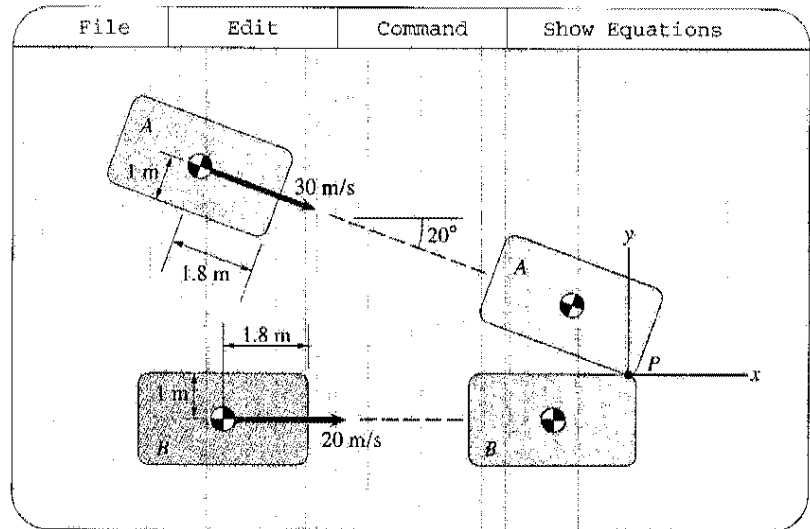 File Edit Command Show Equations
A
1 m
30 m/s
20°
1.8 m
y
A
1.8 m
P
x
1 m
B
20 m/s
B